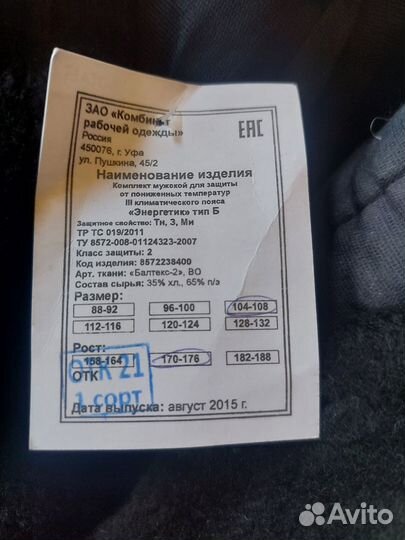 ЗАО «Комбинат
рабочей одежды»
Россия
450076, г. Уфа
ул. Пушкина, 45/2
ЕАС
Наименование изделия
Комплект мужской для защиты
от пониженных температур
III климатического пояса
«Энергетик» тип Б
Защитное свойство: Тн, З, Ми
ТР ТС 019/2011
ТУ 8572-008-01124323-2007
Класс защиты: 2
Код изделия: 8572238400
Арт. ткани: «Балтекс-2», ВО
Состав сырья: 35% хл., 65% п/э
Размер:
88-92 96-100 104-108
112-116 120-124 128-132
Рост:
158-164 170-176 182-188
ОТК
ОТК 21
1 сорт
Дата выпуска: август 2015 г.
Avito